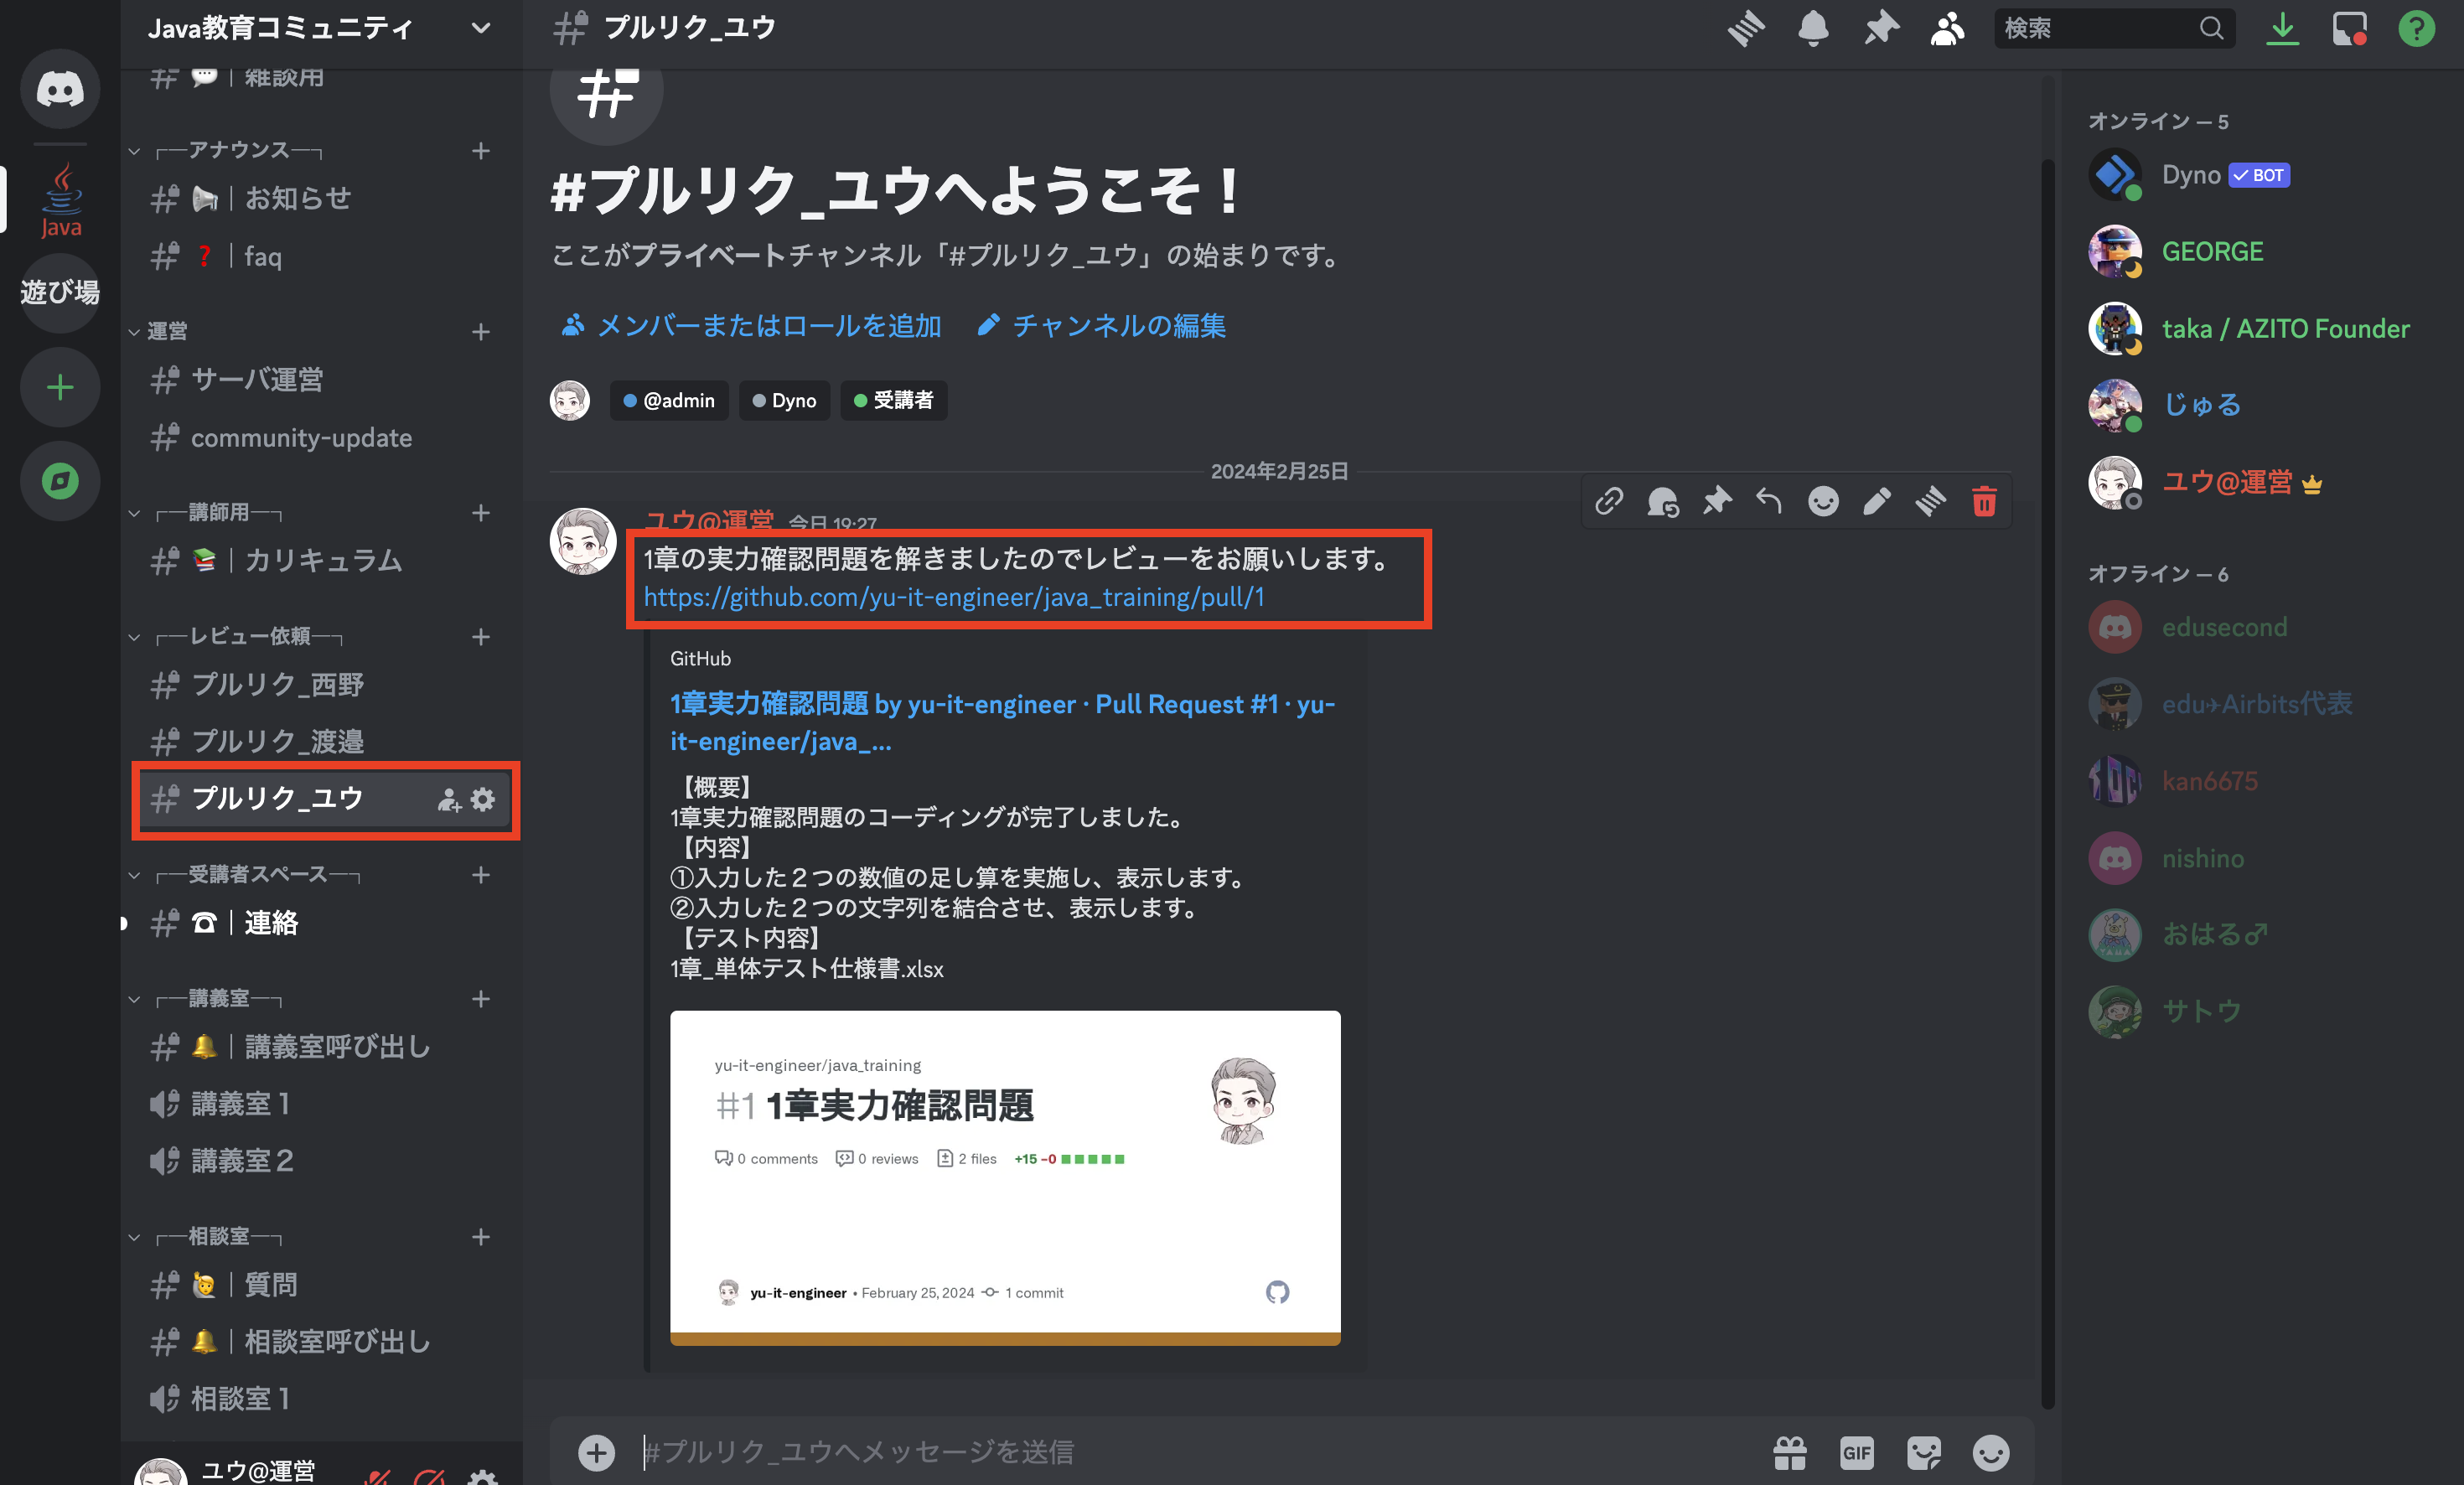 Java
遊び場
Java教育コミュニティ
💬｜雑談用
┌─アナウンス─┐
📢｜お知らせ
❓｜faq
運営
サーバ運営
community-update
┌─講師用─┐
📚｜カリキュラム
┌─レビュー依頼─┐
プルリク_西野
プルリク_渡邉
プルリク_ユウ
┌─受講者スペース─┐
☎｜連絡
┌─講義室─┐
🔔｜講義室呼び出し
講義室１
講義室２
┌─相談室─┐
🙋｜質問
🔔｜相談室呼び出し
相談室１
ユウ@運営
プルリク_ユウ
検索
#プルリク_ユウへようこそ！
ここがプライベートチャンネル「#プルリク_ユウ」の始まりです。
メンバーまたはロールを追加 チャンネルの編集
@admin Dyno 受講者
2024年2月25日
ユウ@運営 今日 19:27
1章の実力確認問題を解きましたのでレビューをお願いします。
https://github.com/yu-it-engineer/java_training/pull/1
GitHub
1章実力確認問題 by yu-it-engineer · Pull Request #1 · yu-
it-engineer/java_...
【概要】
1章実力確認問題のコーディングが完了しました。
【内容】
①入力した２つの数値の足し算を実施し、表示します。
②入力した２つの文字列を結合させ、表示します。
【テスト内容】
1章_単体テスト仕様書.xlsx
yu-it-engineer/java_training
#1 1章実力確認問題
0 comments 0 reviews 2 files +15 -0
yu-it-engineer • February 25, 2024 1 commit
#プルリク_ユウへメッセージを送信
GIF
オンライン — 5
Dyno ✓ BOT
GEORGE
taka / AZITO Founder
じゅる
ユウ@運営
オフライン — 6
edusecond
edu✈Airbits代表
kan6675
nishino
おはる♂
サトウ